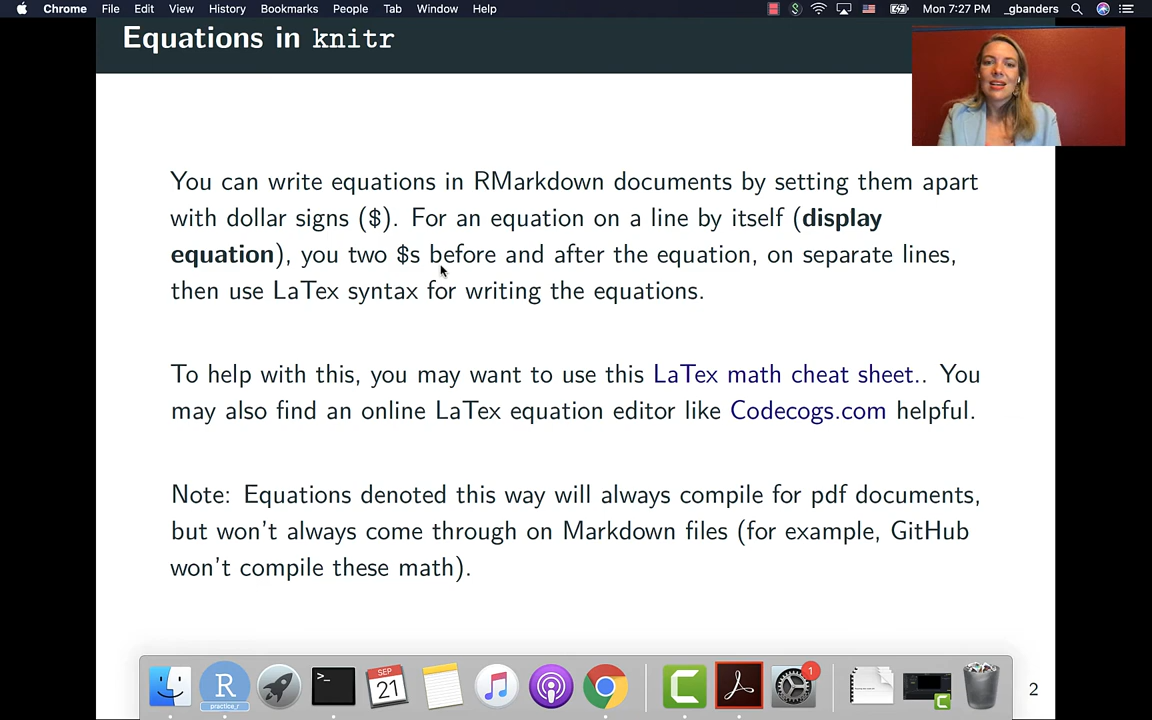 Chrome File Edit View History Bookmarks People Tab Window Help Mon 7:27 PM _gbanders
Equations in knitr
You can write equations in RMarkdown documents by setting them apart
with dollar signs ($). For an equation on a line by itself (display
equation), you two $s before and after the equation, on separate lines,
then use LaTex syntax for writing the equations.
To help with this, you may want to use this LaTex math cheat sheet.. You
may also find an online LaTex equation editor like Codecogs.com helpful.
Note: Equations denoted this way will always compile for pdf documents,
but won't always come through on Markdown files (for example, GitHub
won't compile these math).
R
practice_r
>_
SEP
21
C
1
C
2